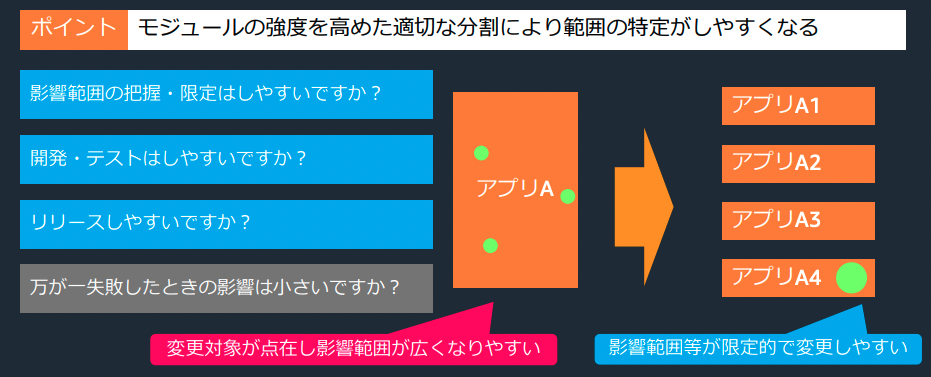 ポイント
モジュールの強度を高めた適切な分割により範囲の特定がしやすくなる
影響範囲の把握・限定はしやすいですか？
開発・テストはしやすいですか？
リリースしやすいですか？
万が一失敗したときの影響は小さいですか？
アプリA
変更対象が点在し影響範囲が広くなりやすい
アプリA1
アプリA2
アプリA3
アプリA4
影響範囲等が限定的で変更しやすい